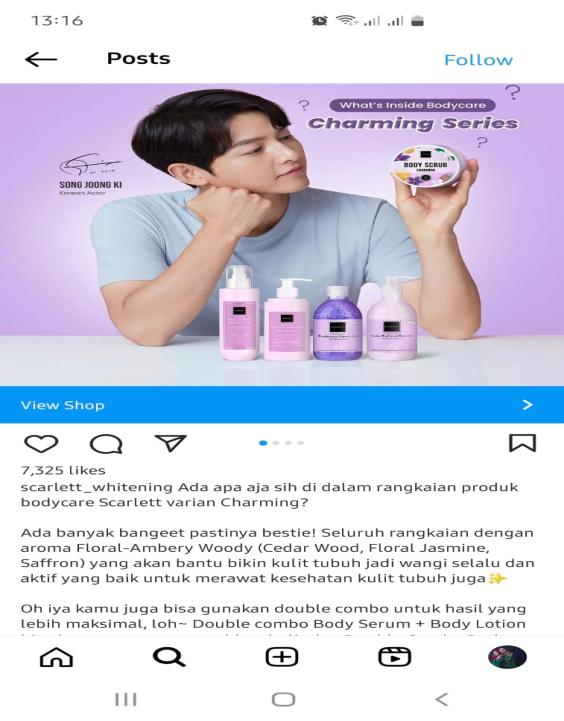 13:16
Posts
Follow
What's Inside Bodycare
Charming Series
SONG JOONG KI
Korean Actor
BODY SCRUB
View Shop
7,325 likes
scarlett_whitening Ada apa aja sih di dalam rangkaian produk
bodycare Scarlett varian Charming?
Ada banyak bangeet pastinya bestie! Seluruh rangkaian dengan
aroma Floral-Ambery Woody (Cedar Wood, Floral Jasmine,
Saffron) yang akan bantu bikin kulit tubuh jadi wangi selalu dan
aktif yang baik untuk merawat kesehatan kulit tubuh juga✨
Oh iya kamu juga bisa gunakan double combo untuk hasil yang
lebih maksimal, loh~ Double combo Body Serum + Body Lotion